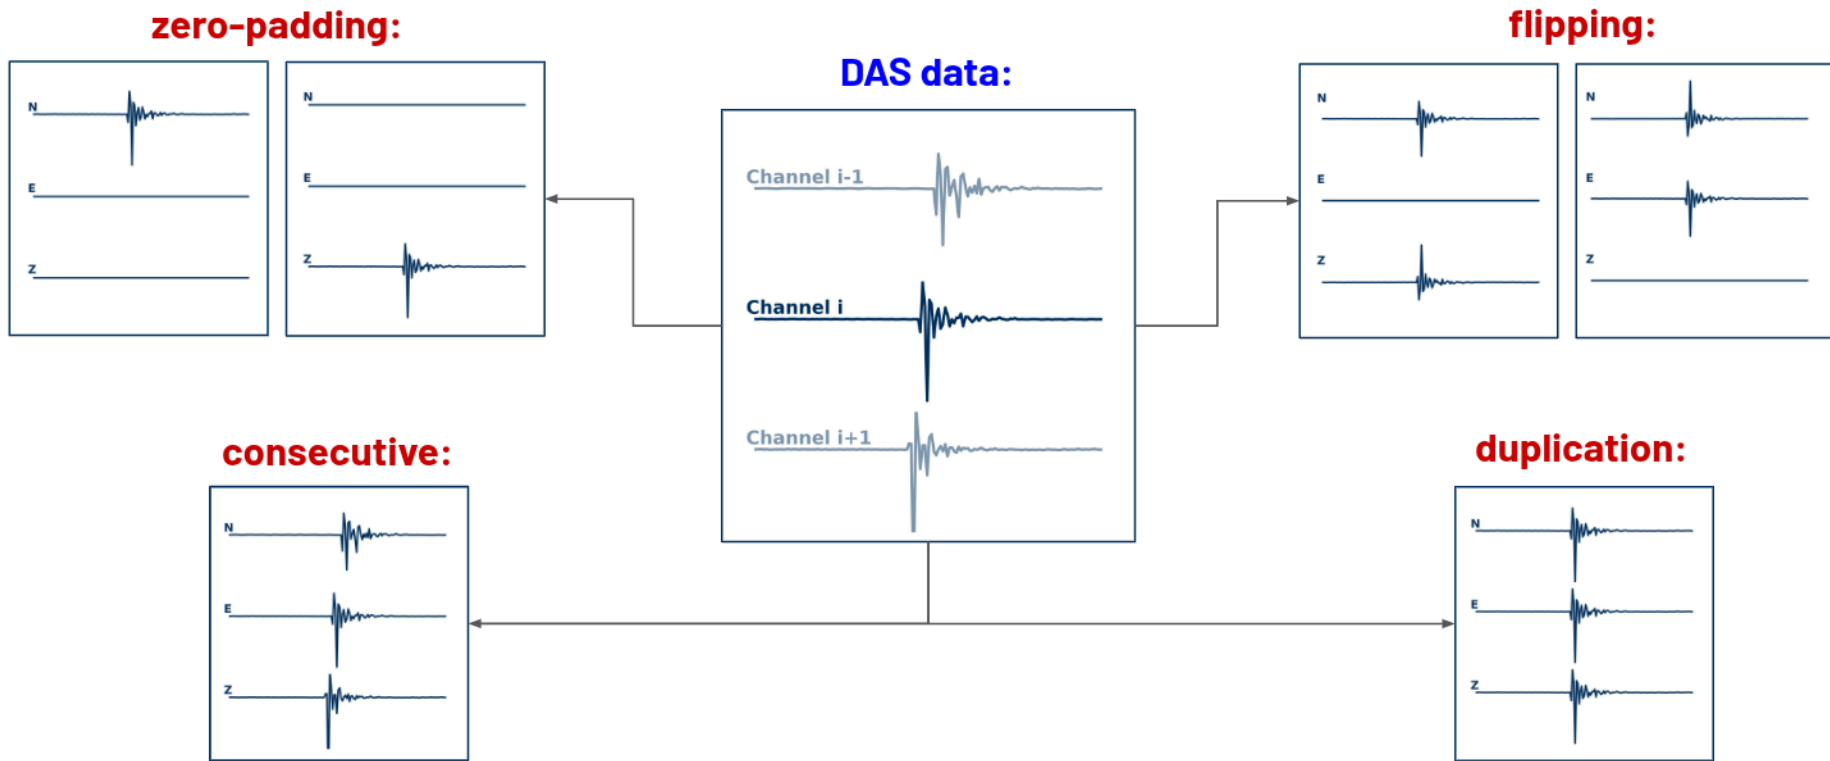 zero-padding:
N
E
Z
N
E
Z
DAS data:
Channel i-1
Channel i
Channel i+1
flipping:
N
E
Z
N
E
Z
consecutive:
N
E
Z
duplication:
N
E
Z